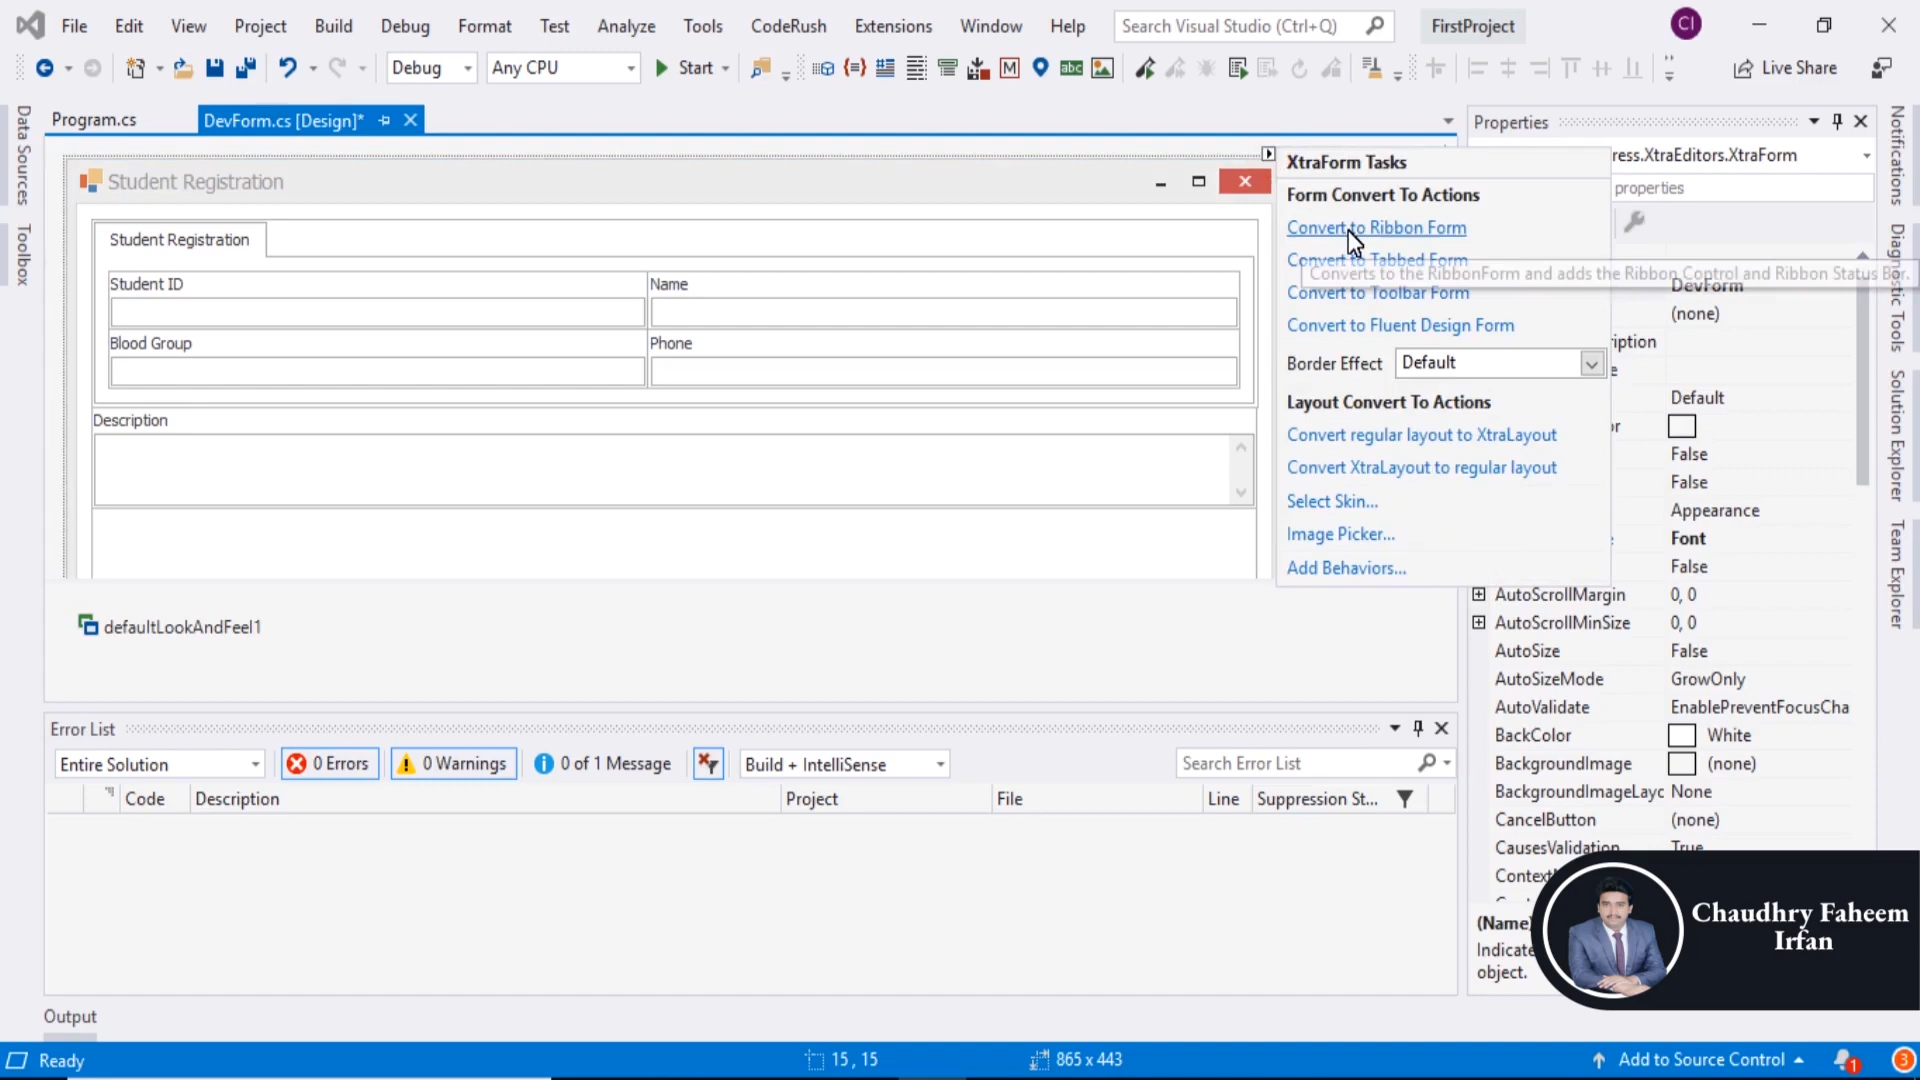 File Edit View Project Build Debug Format Test Analyze Tools CodeRush Extensions Window Help Search Visual Studio (Ctrl+Q) FirstProject CI
Debug Any CPU Start M abc Live Share
Data Sources
Toolbox
Program.cs DevForm.cs [Design]*
Student Registration
Student Registration
Student ID Name
Blood Group Phone
Description
defaultLookAndFeel1
XtraForm Tasks
Form Convert To Actions
Convert to Ribbon Form
Convert to Tabbed Form
Converts to the RibbonForm and adds the Ribbon Control and Ribbon Status Bar.
Convert to Toolbar Form
Convert to Fluent Design Form
Border Effect Default
Layout Convert To Actions
Convert regular layout to XtraLayout
Convert XtraLayout to regular layout
Select Skin...
Image Picker...
Add Behaviors...
Properties
ress.XtraEditors.XtraForm
properties
DevForm
(none)
iption
Default
False
False
Appearance
Font
False
AutoScrollMargin 0, 0
AutoScrollMinSize 0, 0
AutoSize False
AutoSizeMode GrowOnly
AutoValidate EnablePreventFocusCha
BackColor White
BackgroundImage (none)
BackgroundImageLayc None
CancelButton (none)
CausesValidation True
Context
(Name)
Indicate
object.
Notifications
Diagnostic Tools
Solution Explorer
Team Explorer
Error List
Entire Solution 0 Errors 0 Warnings 0 of 1 Message Build + IntelliSense Search Error List
Code Description Project File Line Suppression St...
Chaudhry Faheem
Irfan
Output
Ready 15 , 15 865 x 443 Add to Source Control 1 3